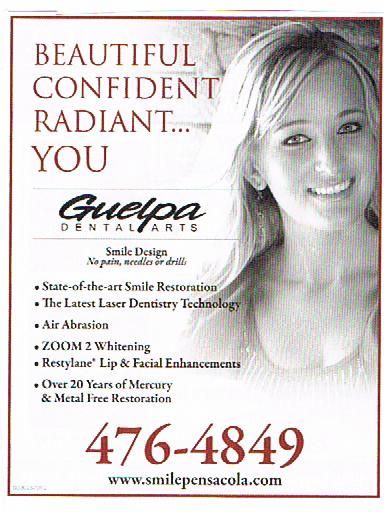 BEAUTIFUL
CONFIDENT
RADIANT...
YOU
Guelpa
DENTAL ARTS
Smile Design
No pain, needles or drills
• State-of-the-art Smile Restoration
• The Latest Laser Dentistry Technology
• Air Abrasion
• ZOOM 2 Whitening
• Restylane® Lip & Facial Enhancements
• Over 20 Years of Mercury
& Metal Free Restoration
476-4849
www.smilepensacola.com